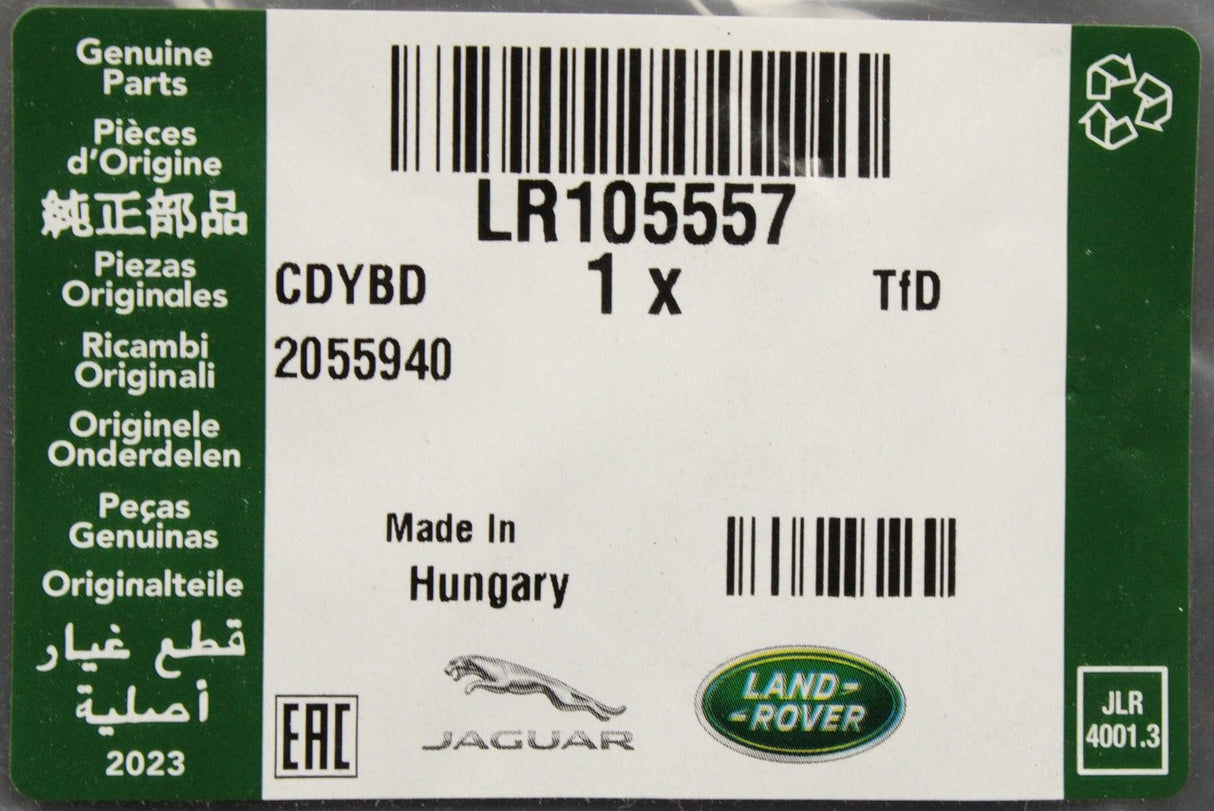 Genuine
Parts
Pièces
d'Origine
純正部品
Piezas
Originales
Ricambi
Originali
Originele
Onderdelen
Peças
Genuinas
Originalteile
قطع غيار
أصلية
2023
LR105557
CDYBD 1 x TfD
2055940
Made In
Hungary
EAC
JAGUAR
LAND-
-ROVER
JLR
4001.3